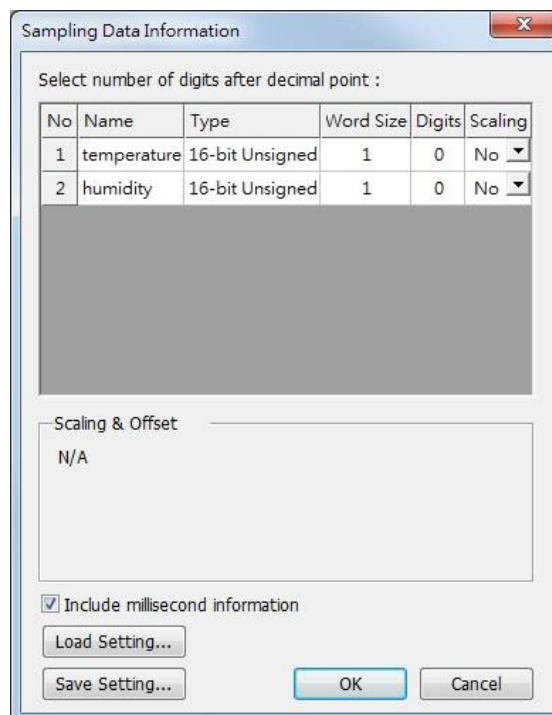 Sampling Data Information
Select number of digits after decimal point :
No Name Type Word Size Digits Scaling
1 temperature 16-bit Unsigned 1 0 No
2 humidity 16-bit Unsigned 1 0 No
Scaling & Offset
N/A
Include millisecond information
Load Setting...
Save Setting... OK Cancel